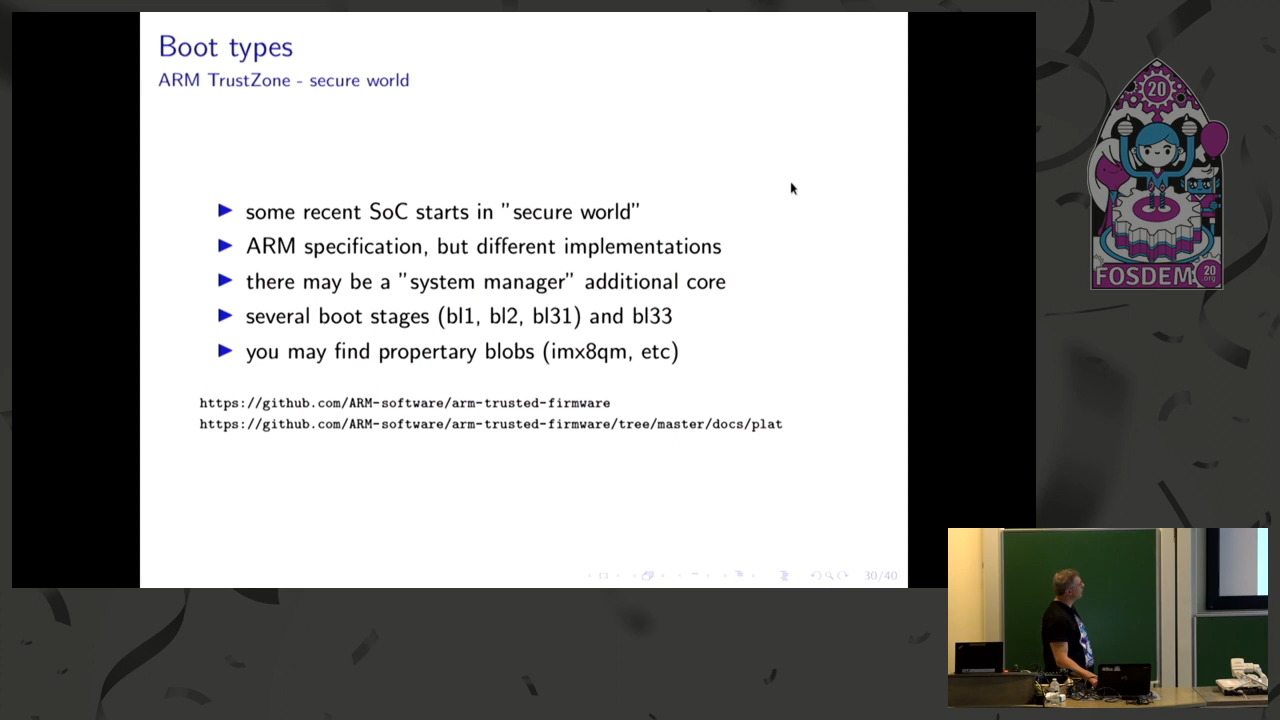 Boot types
ARM TrustZone - secure world
some recent SoC starts in "secure world"
ARM specification, but different implementations
there may be a "system manager" additional core
several boot stages (bl1, bl2, bl31) and bl33
you may find propertary blobs (imx8qm, etc)
https://github.com/ARM-software/arm-trusted-firmware
https://github.com/ARM-software/arm-trusted-firmware/tree/master/docs/plat
30/40
20
FOSDEM
20
.org